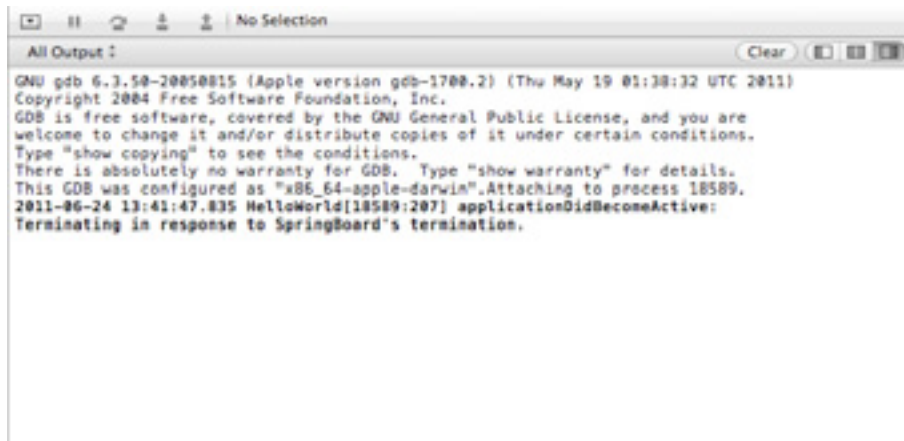 No Selection
All Output
Clear
GNU gdb 6.3.50-20050815 (Apple version gdb-1700.2) (Thu May 19 01:38:32 UTC 2011)
Copyright 2004 Free Software Foundation, Inc.
GDB is free software, covered by the GNU General Public License, and you are
welcome to change it and/or distribute copies of it under certain conditions.
Type "show copying" to see the conditions.
There is absolutely no warranty for GDB.  Type "show warranty" for details.
This GDB was configured as "x86_64-apple-darwin".Attaching to process 18589.
2011-06-24 13:41:47.835 HelloWorld[18589:207] applicationDidBecomeActive:
Terminating in response to SpringBoard's termination.